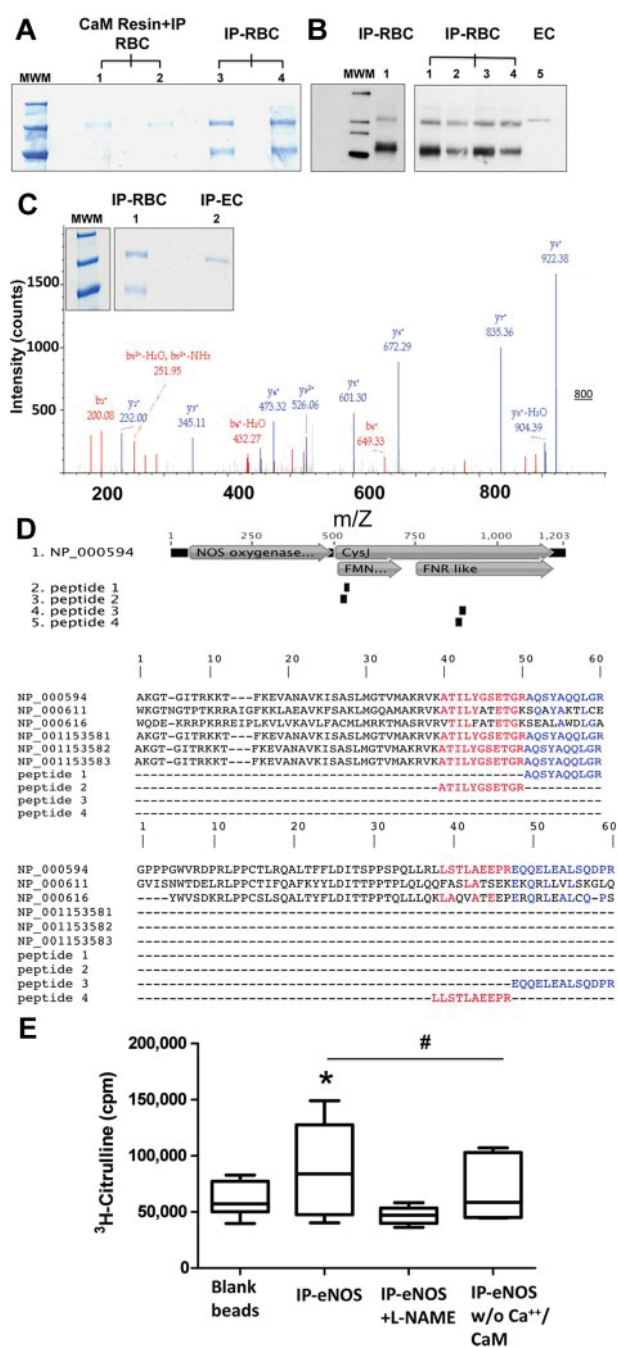 A
CaM Resin+IP
RBC
IP-RBC
MWM
1
2
3
4
B
IP-RBC
IP-RBC
EC
MWM
1
1
2
3
4
5
C
IP-RBC
IP-EC
MWM
1
2
Intensity (counts)
1500
1000
500
b₂⁺
200.08
y₂⁺
232.00
b₅²⁺-H₂O, b₅²⁺-NH₃
251.95
y₃⁺
345.11
b₄⁺-H₂O
432.27
y₄⁺
473.32
y₉²⁺
526.06
y₅⁺
601.30
b₆⁺
649.33
y₆⁺
672.29
y₇⁺
835.36
y₈⁺
922.38
y₈⁺-H₂O
904.39
800
200
400
600
800
m/Z
D
1
250
500
750
1,000
1,203
1. NP_000594
NOS oxygenase...
CysJ
FMN...
FNR like
2. peptide 1
3. peptide 2
4. peptide 3
5. peptide 4
1 10 20 30 40 50 60
NP_000594 AKGT-GITRKKT---FKEVANAVKISASLMGTVMAKRVKATILYGSETGRAQSYAQQLGR
NP_000611 WKGTNGTPTKRRAIGFKKLAEAVKFSAKLMGQAMAKRVKATILYATETGKSQAYAKTLCE
NP_000616 WQDE-KRRPKRREIPLKVLVKAVLFACMLMRKTMASRVRVTILFATETGKSEALAWDLGA
NP_001153581 AKGT-GITRKKT---FKEVANAVKISASLMGTVMAKRVKATILYGSETGRAQSYAQQLGR
NP_001153582 AKGT-GITRKKT---FKEVANAVKISASLMGTVMAKRVKATILYGSETGRAQSYAQQLGR
NP_001153583 AKGT-GITRKKT---FKEVANAVKISASLMGTVMAKRVKATILYGSETGRAQSYAQQLGR
peptide 1 -------------------------------------------------AQSYAQQLGR
peptide 2 ---------------------------------------ATILYGSETGR----------
peptide 3 ------------------------------------------------------------
peptide 4 ------------------------------------------------------------
1 10 20 30 40 50 60
NP_000594 GPPPGWVRDPRLPPCTLRQALTFFLDITSPPSPQLLRLLSTLAEEPREQQELEALSQDPR
NP_000611 GVISNWTDELRLPPCTIFQAFKYYLDITTPPTPLQLQQFASLATSEKEKQRLLVLSKGLQ
NP_000616 ----YWVSDKRLPPCSLSQALTYFLDITTPPTQLLLQKLAQVATEEPERQRLEALCQ-PS
NP_001153581 ------------------------------------------------------------
NP_001153582 ------------------------------------------------------------
NP_001153583 ------------------------------------------------------------
peptide 1 ------------------------------------------------------------
peptide 2 ------------------------------------------------------------
peptide 3 -----------------------------------------------EQQELEALSQDPR
peptide 4 -------------------------------------LLSTLAEEPR-------------
E
³H-Citrulline (cpm)
200,000
150,000
100,000
50,000
0
*
#
Blank
beads
IP-eNOS
IP-eNOS
+L-NAME
IP-eNOS
w/o Ca⁺⁺/
CaM